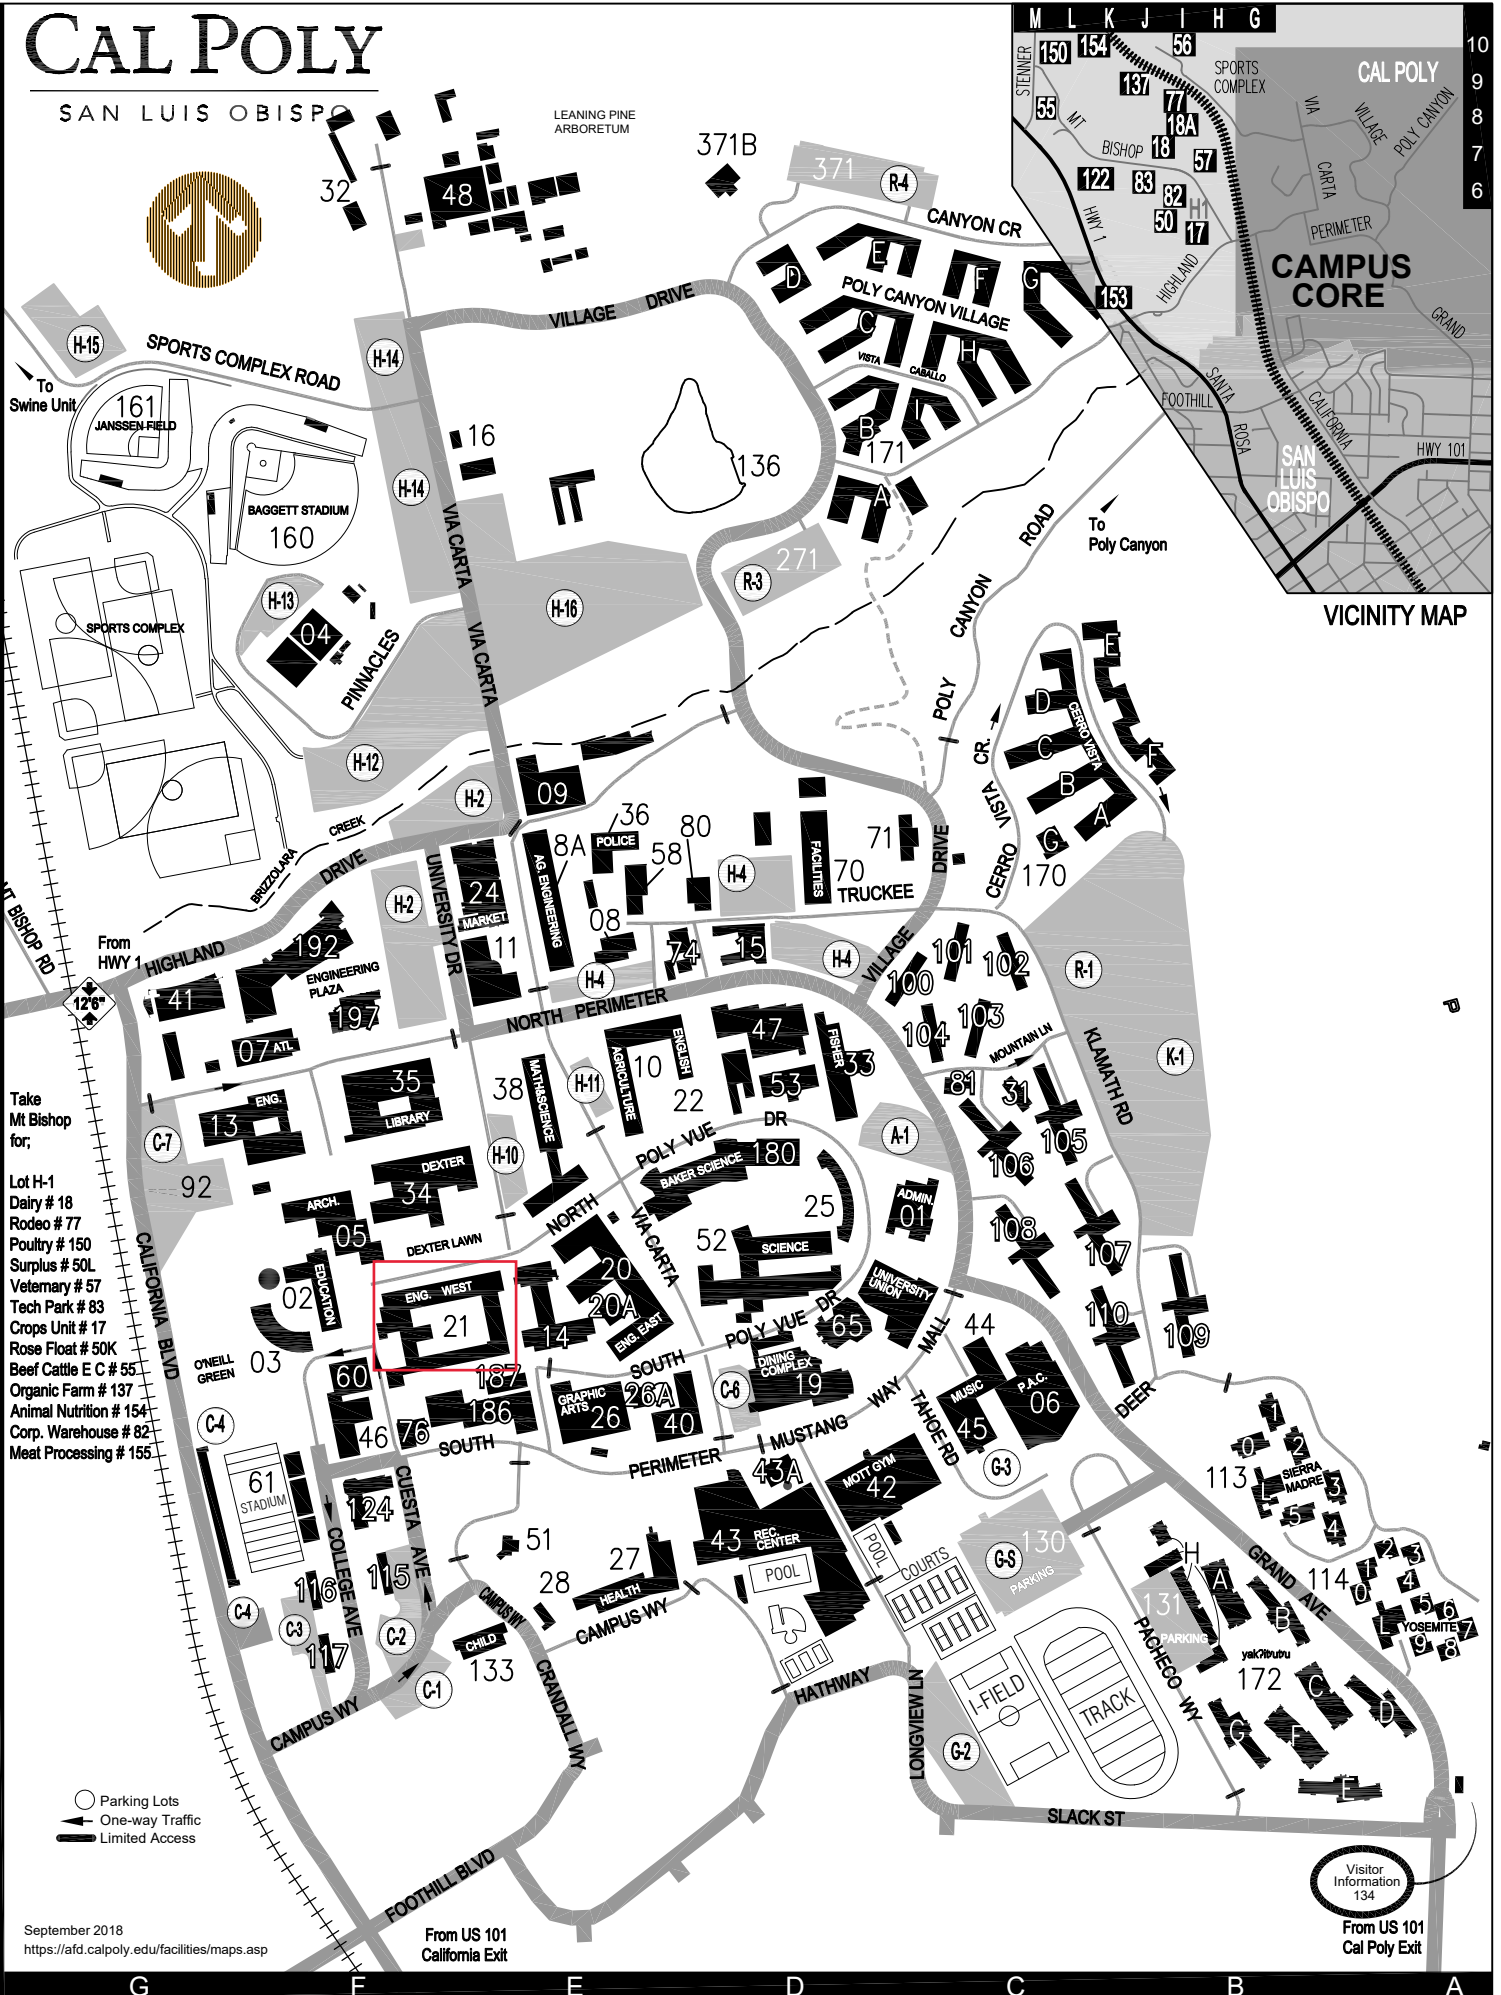 CAL POLY
SAN LUIS OBISPO
LEANING PINE
ARBORETUM
32
48
371B
371
R-4
CANYON CR
D
E
F
G
POLY CANYON VILLAGE
C
H
VISTA
CABALLO
B
I
171
A
VILLAGE DRIVE
H-15
SPORTS COMPLEX ROAD
H-14
To
Swine Unit
161
JANSSEN FIELD
16
136
H-14
BAGGETT STADIUM
160
VIA CARTA
To
Poly Canyon
POLY CANYON ROAD
271
R-3
H-13
H-16
SPORTS COMPLEX
04
PINNACLES
VIA CARTA
H-12
H-2
09
CREEK
BRIZZOLARA
M L K J I H G
10
9
8
7
6
STENNER
150
154
56
SPORTS
COMPLEX
CAL POLY
137
77
55
MT
18A
BISHOP
18
57
VIA
VILLAGE
POLY CANYON
CARTA
122
83
82
H1
50
17
PERIMETER
HWY 1
HIGHLAND
CAMPUS
CORE
153
GRAND
SANTA
ROSA
FOOTHILL
CALIFORNIA
HWY 101
SAN
LUIS
OBISPO
VICINITY MAP
E
D
CERRO VISTA
C
F
B
A
G
CERRO VISTA CR.
170
36
POLICE
8A
AG. ENGINEERING
58
80
H-4
FACILITIES
70
71
TRUCKEE
VILLAGE DRIVE
HIGHLAND DRIVE
UNIVERSITY DR
H-2
24
MARKET
11
08
74
15
H-4
H-4
101
102
100
R-1
MT BISHOP RD
From
HWY 1
12'6"
192
ENGINEERING
PLAZA
41
197
NORTH PERIMETER
07 ATL
104
103
MOUNTAIN LN
KLAMATH RD
K-1
P
47
FISHER
33
53
ENGLISH
10
AGRICULTURE
22
H-11
MATH&SCIENCE
38
35
LIBRARY
ENG.
13
C-7
92
81
31
105
106
A-1
Take
Mt Bishop
for;
Lot H-1
Dairy # 18
Rodeo # 77
Poultry # 150
Surplus # 50L
Veternary # 57
Tech Park # 83
Crops Unit # 17
Rose Float # 50K
Beef Cattle E C # 55
Organic Farm # 137
Animal Nutrition # 154
Corp. Warehouse # 82
Meat Processing # 155
POLY VUE DR
180
BAKER SCIENCE
H-10
DEXTER
34
ARCH.
05
DEXTER LAWN
NORTH
VIA CARTA
25
ADMIN.
01
108
107
52
SCIENCE
CALIFORNIA BLVD
02
EDUCATION
03
O'NEILL
GREEN
ENG. WEST
21
20
20A
ENG. EAST
14
UNIVERSITY
UNION
POLY VUE DR
65
MALL
44
110
109
60
187
SOUTH
DINING
COMPLEX
19
C-6
GRAPHIC
ARTS
26
26A
40
186
76
46
C-4
SOUTH
PERIMETER
MUSTANG WAY
TAHOE RD
MUSIC
45
P.A.C.
06
DEER
G-3
61
STADIUM
124
CUESTA AVE
COLLEGE AVE
43A
MOTT GYM
42
43
REC.
CENTER
POOL
POOL
COURTS
130
G-S
PARKING
113
0
1
2
SIERRA
MADRE
L
3
5
4
GRAND AVE
114
2
3
1
0
4
5
6
L
YOSEMITE
7
9
8
51
27
28
HEALTH
CAMPUS WY
CAMPUS WY
116
115
C-4
C-3
C-2
117
CHILD
133
C-1
H
A
131
PARKING
B
yakʔitʸutʸu
172
C
D
G
F
E
PACHECO WY
I-FIELD
TRACK
HATHWAY
LONGVIEW LN
G-2
CRANDALL WY
CAMPUS WY
SLACK ST
FOOTHILL BLVD
Parking Lots
One-way Traffic
Limited Access
Visitor
Information
134
September 2018
https://afd.calpoly.edu/facilities/maps.asp
From US 101
California Exit
From US 101
Cal Poly Exit
G F E D C B A